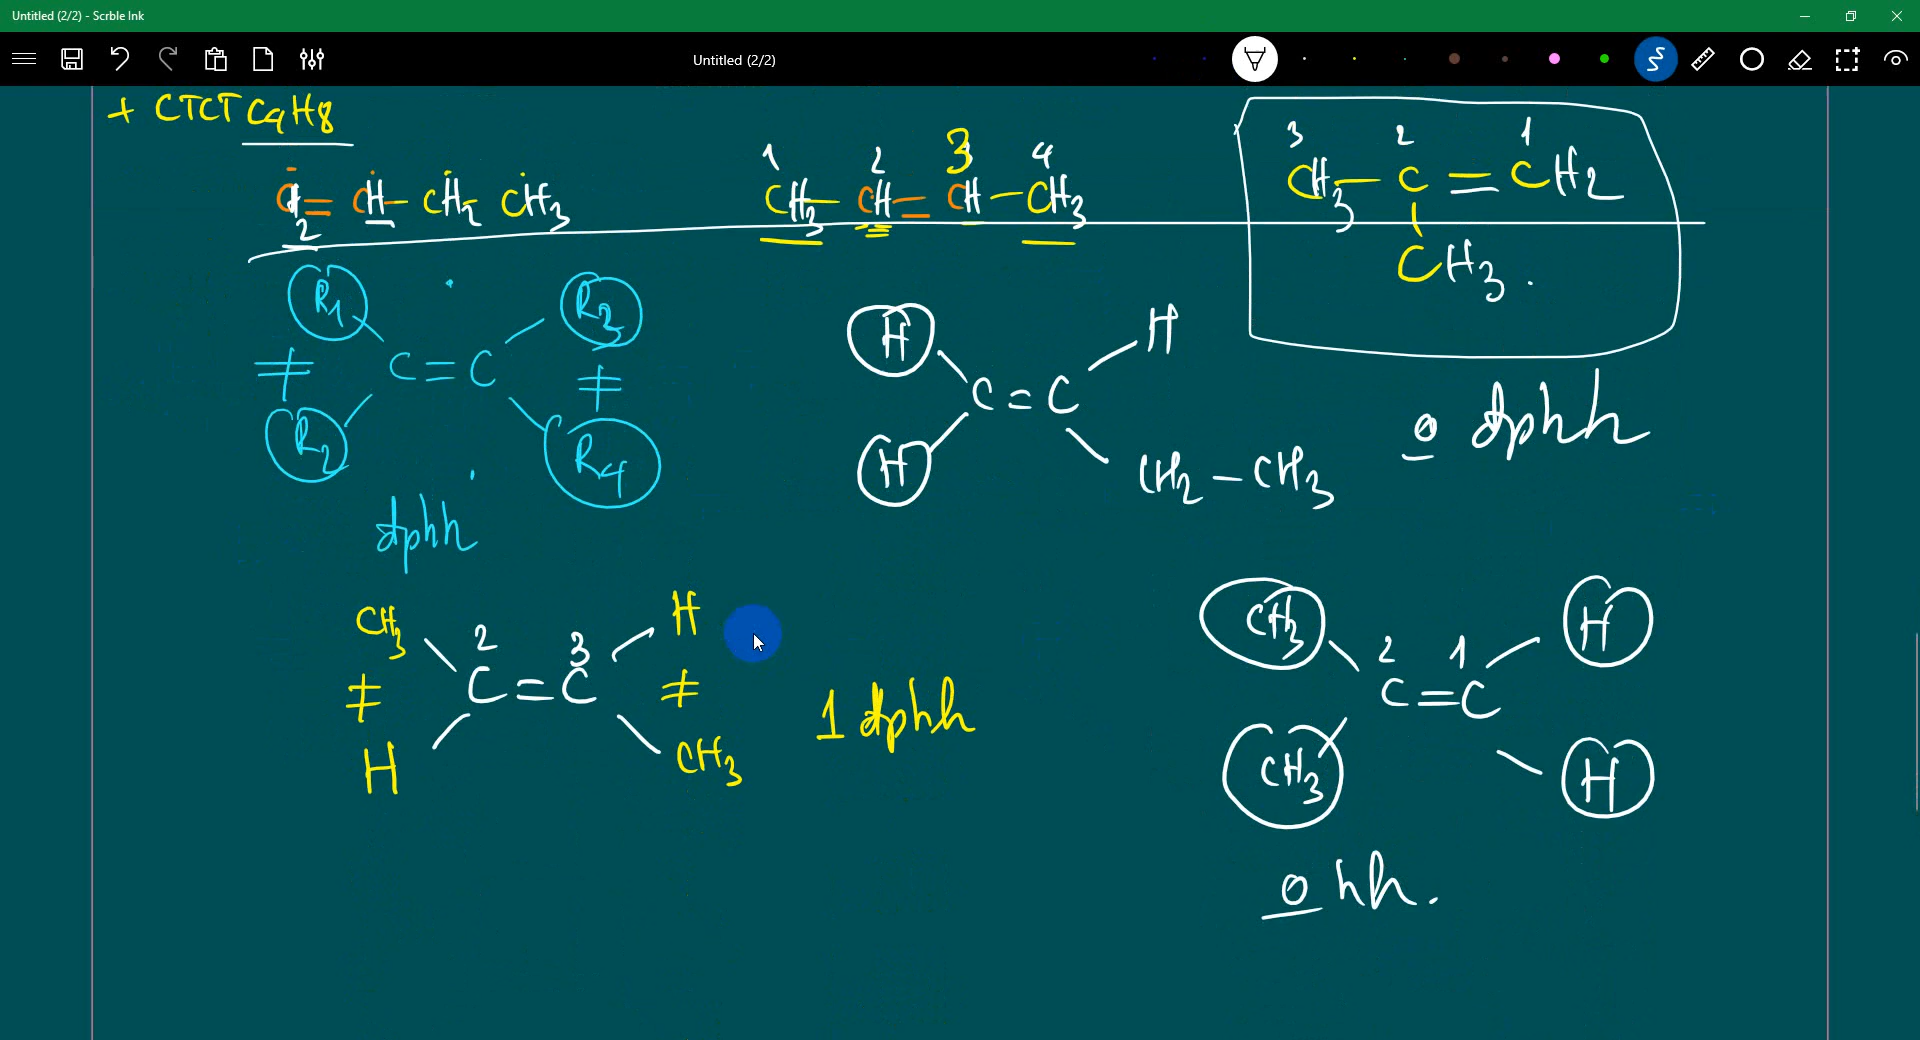 Untitled (2/2) - Scrble Ink
Untitled (2/2)
+ CTCT C4H8
CH2 = CH - CH2 - CH3
1 2 3 4
CH3 - CH = CH - CH3
3 2 1
CH3 - C = CH2
CH3.
R1 R3
≠ C = C ≠
R2 R4
đphh
H H
C = C
H CH2 - CH3
0 đphh
CH3 H
2 3
≠ C = C ≠
H CH3
1 đphh
CH3 H
2 1
C = C
CH3 H
0 hh.